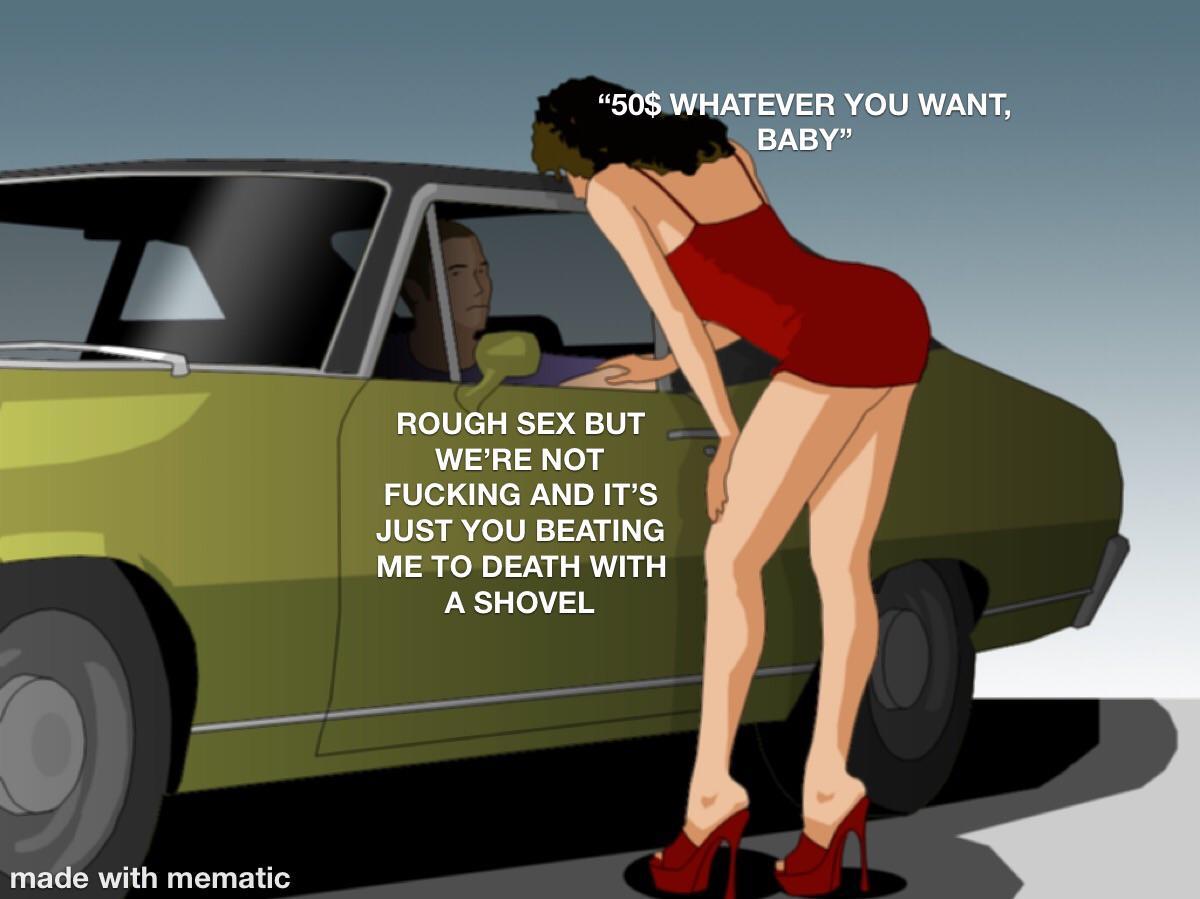 “50$ WHATEVER YOU WANT,
BABY”
ROUGH SEX BUT
WE’RE NOT
FUCKING AND IT’S
JUST YOU BEATING
ME TO DEATH WITH
A SHOVEL
made with mematic